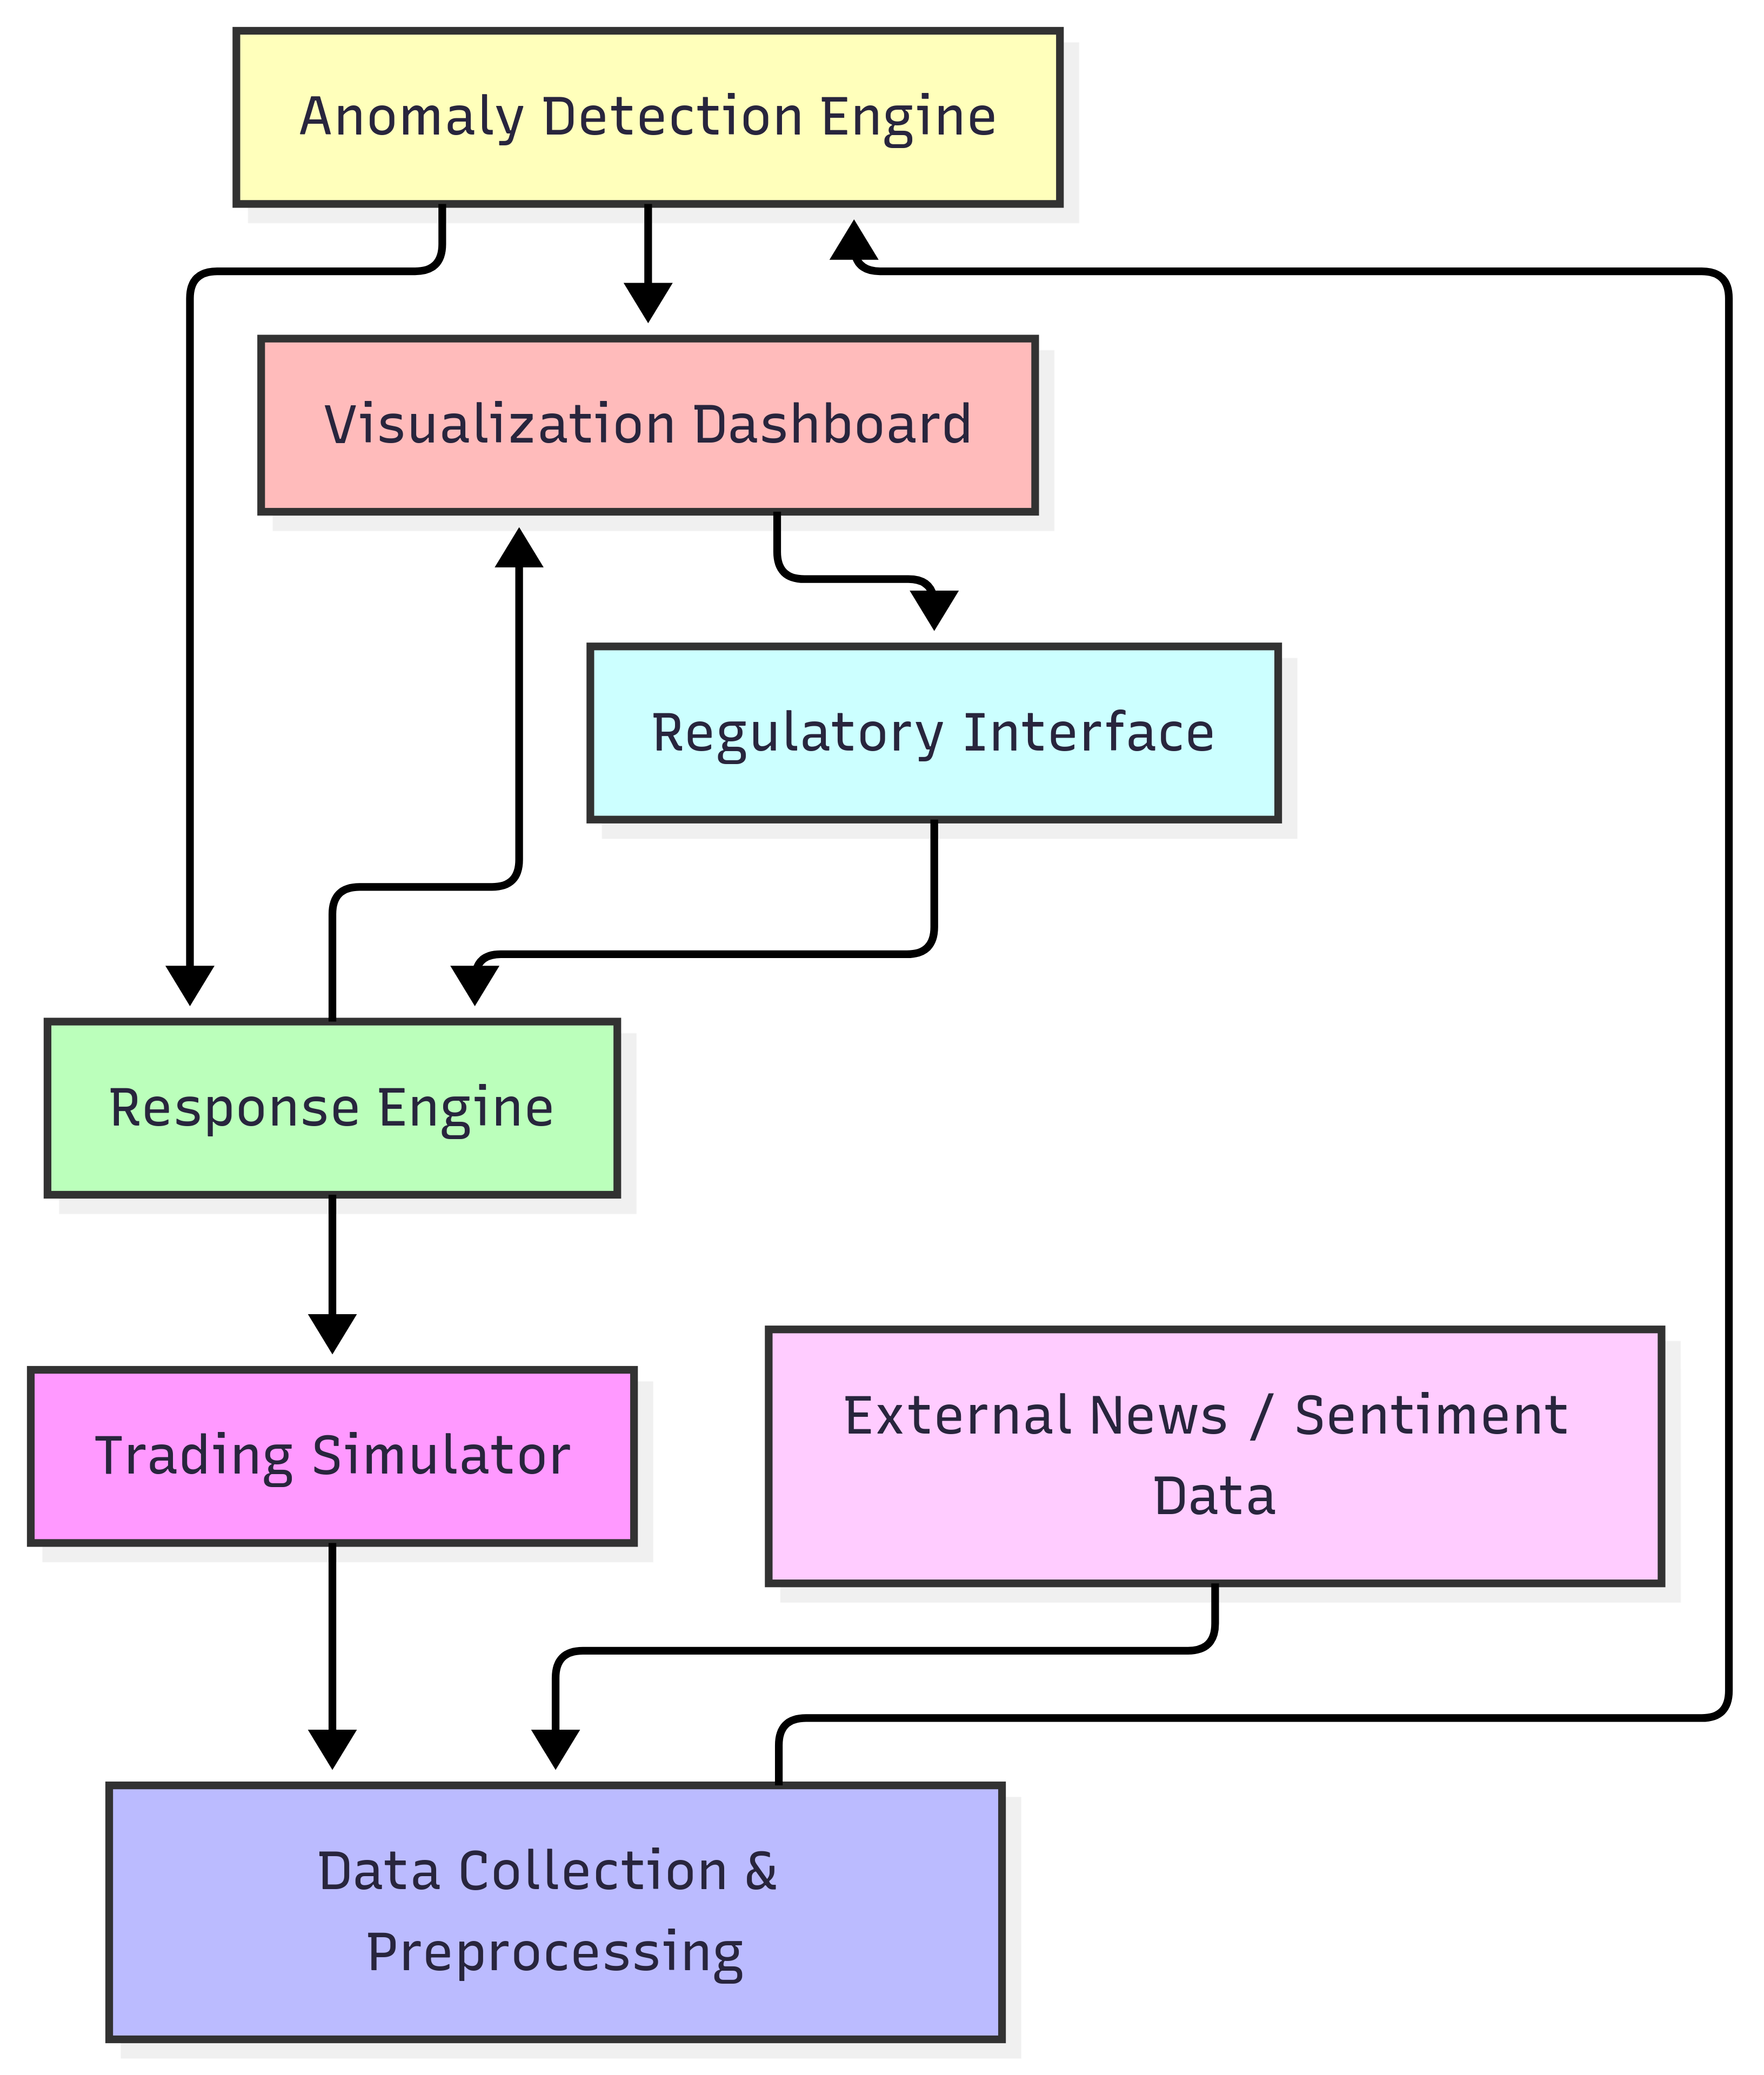 Anomaly Detection Engine
Visualization Dashboard
Regulatory Interface
Response Engine
Trading Simulator
External News / Sentiment
Data
Data Collection &
Preprocessing